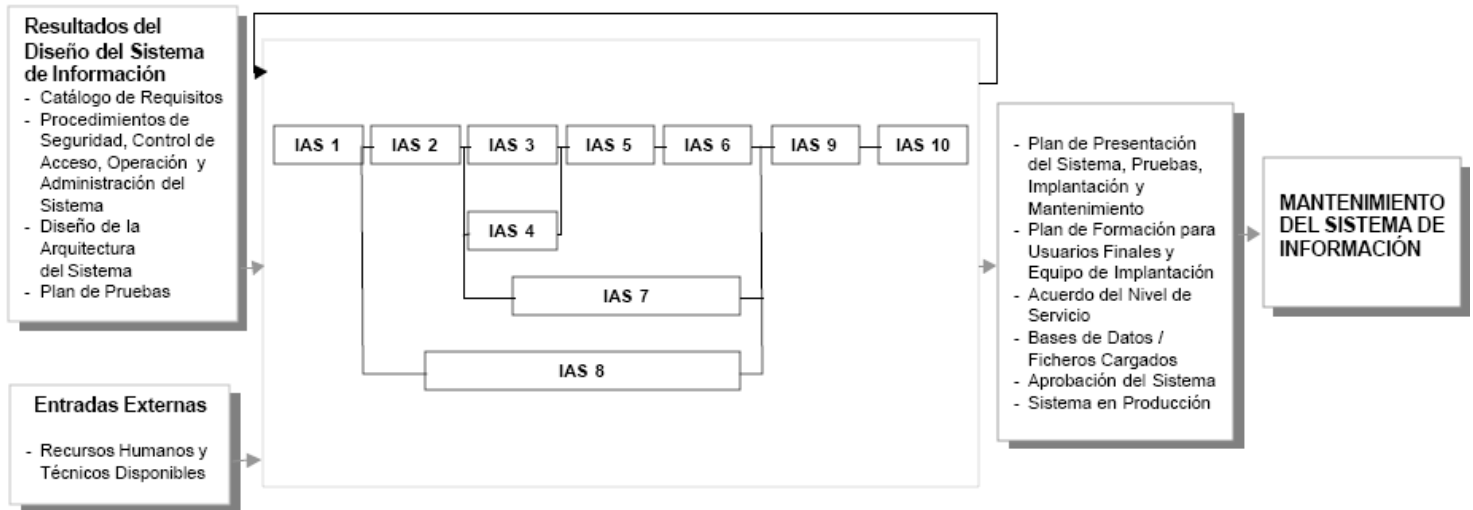 Resultados del
Diseño del Sistema
de Información
- Catálogo de Requisitos
- Procedimientos de
Seguridad, Control de
Acceso, Operación y
Administración del
Sistema
- Diseño de la
Arquitectura
del Sistema
- Plan de Pruebas
Entradas Externas
- Recursos Humanos y
Técnicos Disponibles
IAS 1
IAS 2
IAS 3
IAS 5
IAS 6
IAS 9
IAS 10
IAS 4
IAS 7
IAS 8
- Plan de Presentación
del Sistema, Pruebas,
Implantación y
Mantenimiento
- Plan de Formación para
Usuarios Finales y
Equipo de Implantación
- Acuerdo del Nivel de
Servicio
- Bases de Datos /
Ficheros Cargados
- Aprobación del Sistema
- Sistema en Producción
MANTENIMIENTO
DEL SISTEMA DE
INFORMACIÓN